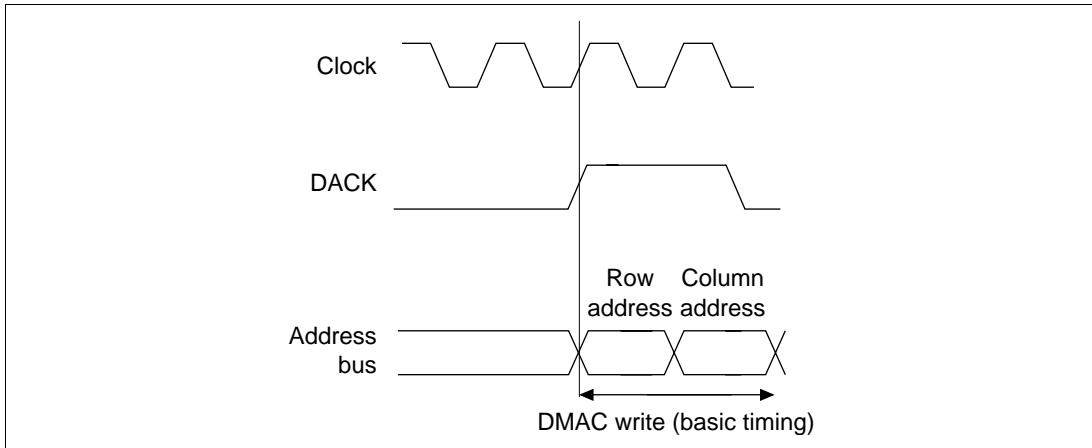 Clock
DACK
Row
address
Column
address
Address
bus
DMAC write (basic timing)